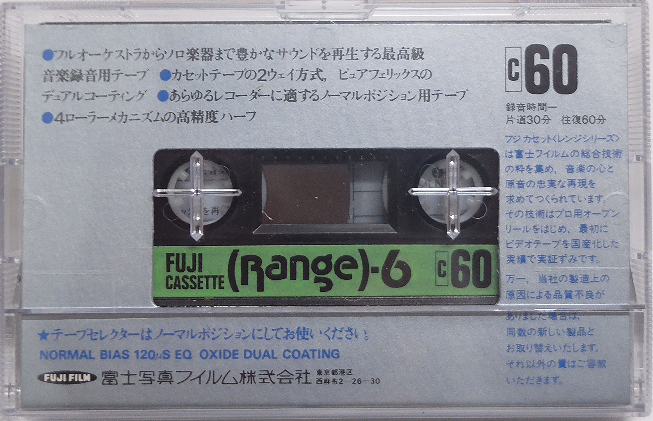 ●フルオーケストラからソロ楽器まで豊かなサウンドを再生する最高級
音楽録音用テープ ●カセットテープの2ウェイ方式，ピュアフェリックスの
デュアルコーティング ●あらゆるレコーダーに適するノーマルポジション用テープ
●4ローラーメカニズムの高精度ハーフ
C60
録音時間—
片道30分 往復60分
フジカセット〈レンジシリーズ〉
は富士フイルムの総合技術
の粋を集め、音楽の心と
原音の忠実な再現を
求めてつくられています。
その技術はプロ用オープン
リールをはじめ、最初に
ビデオテープを国産化した
実績で実証ずみです。
万一、当社の製造上の
原因による品質不良が
ありました場合は、
同数の新しい製品と
お取り替えいたします。
それ以外の責はご容赦
いただきます。
FUJI
CASSETTE
(Range)-6
C60
★テープセレクターはノーマルポジションにしてお使いください。
NORMAL BIAS 120μS EQ OXIDE DUAL COATING
FUJI FILM 富士写真フイルム株式会社 東京都港区
西麻布2-26-30